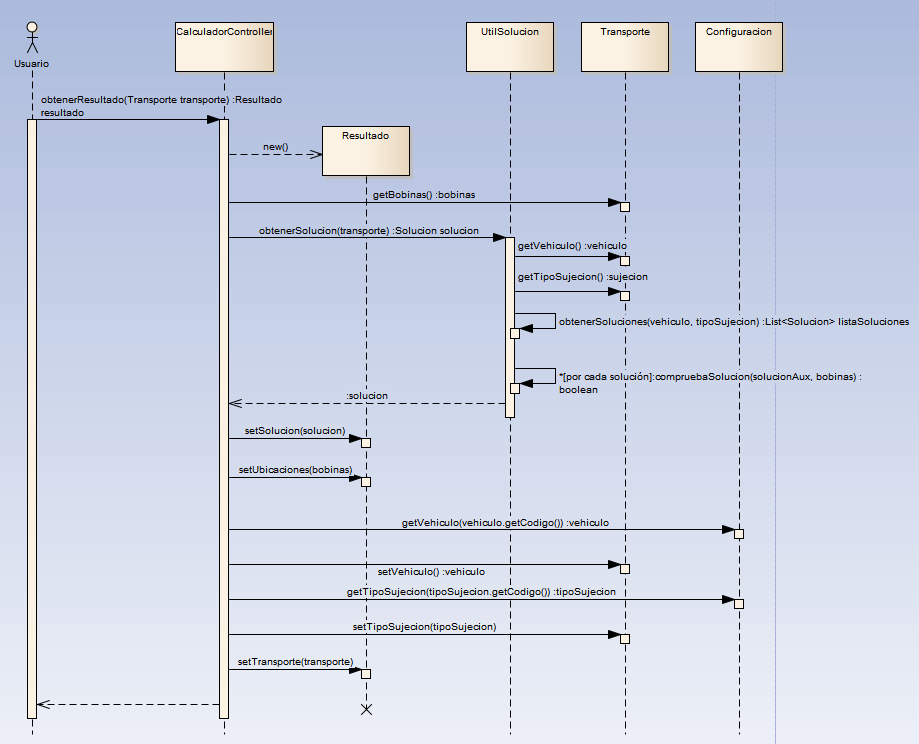 Usuario
CalculadorController
UtilSolucion
Transporte
Configuracion
obtenerResultado(Transporte transporte) :Resultado
resultado
Resultado
new()
getBobinas() :bobinas
obtenerSolucion(transporte) :Solucion solucion
getVehiculo() :vehiculo
getTipoSujecion() :sujecion
obtenerSoluciones(vehiculo, tipoSujecion) :List<Solucion> listaSoluciones
*[por cada solución]:compruebaSolucion(solucionAux, bobinas) :
boolean
:solucion
setSolucion(solucion)
setUbicaciones(bobinas)
getVehiculo(vehiculo.getCodigo()) :vehiculo
setVehiculo() :vehiculo
getTipoSujecion(tipoSujecion.getCodigo()) :tipoSujecion
setTipoSujecion(tipoSujecion)
setTransporte(transporte)